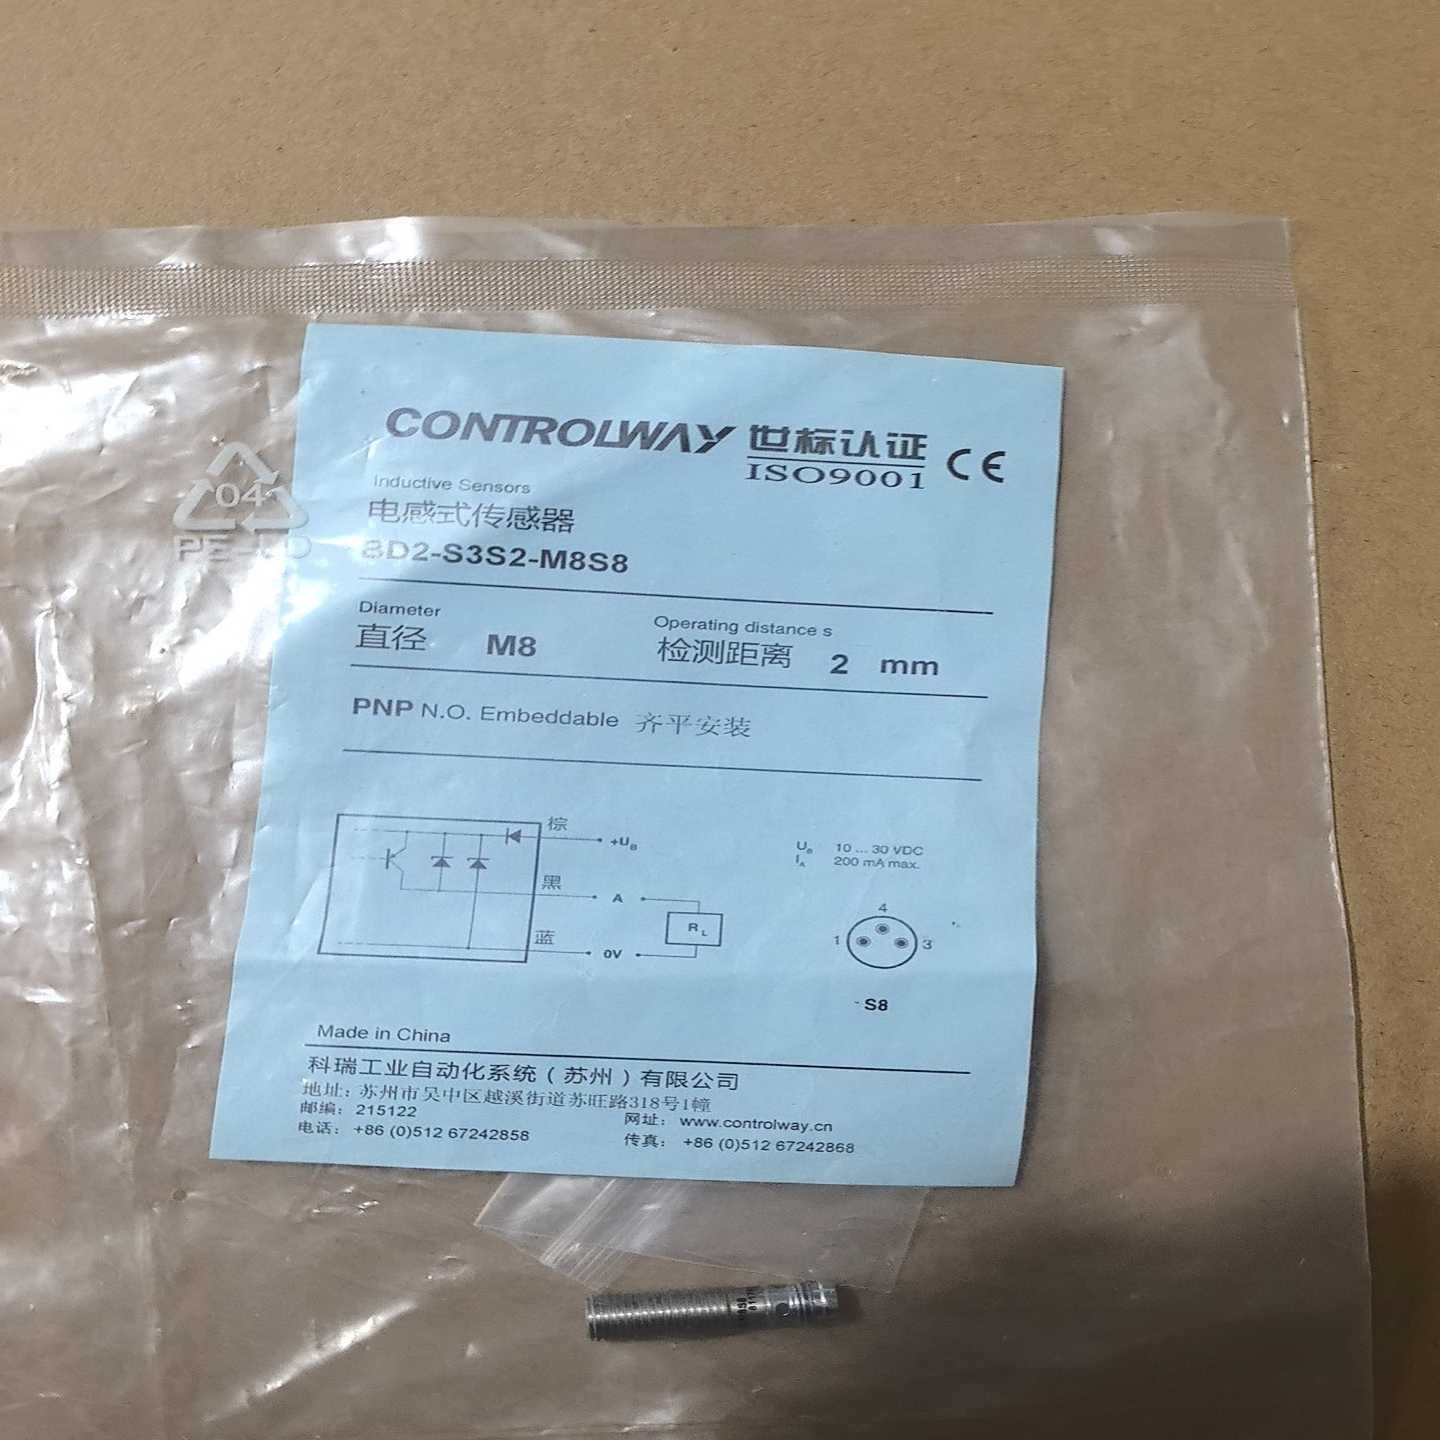 CONTROLWAY 世标认证 CE
ISO9001
Inductive Sensors
电感式传感器
BD2-S3S2-M8S8
04
PE-LD
Diameter Operating distance s
直径 M8 检测距离 2 mm
PNP N.O. Embeddable 齐平安装
棕 +UB
黑 A
蓝 0V
RL
UB 10 ... 30 VDC
IA 200 mA max.
4
1 3
S8
Made in China
科瑞工业自动化系统(苏州)有限公司
地址: 苏州市吴中区越溪街道苏旺路318号1幢
邮编: 215122 网址: www.controlway.cn
电话: +86 (0)512 67242858 传真: +86 (0)512 67242868